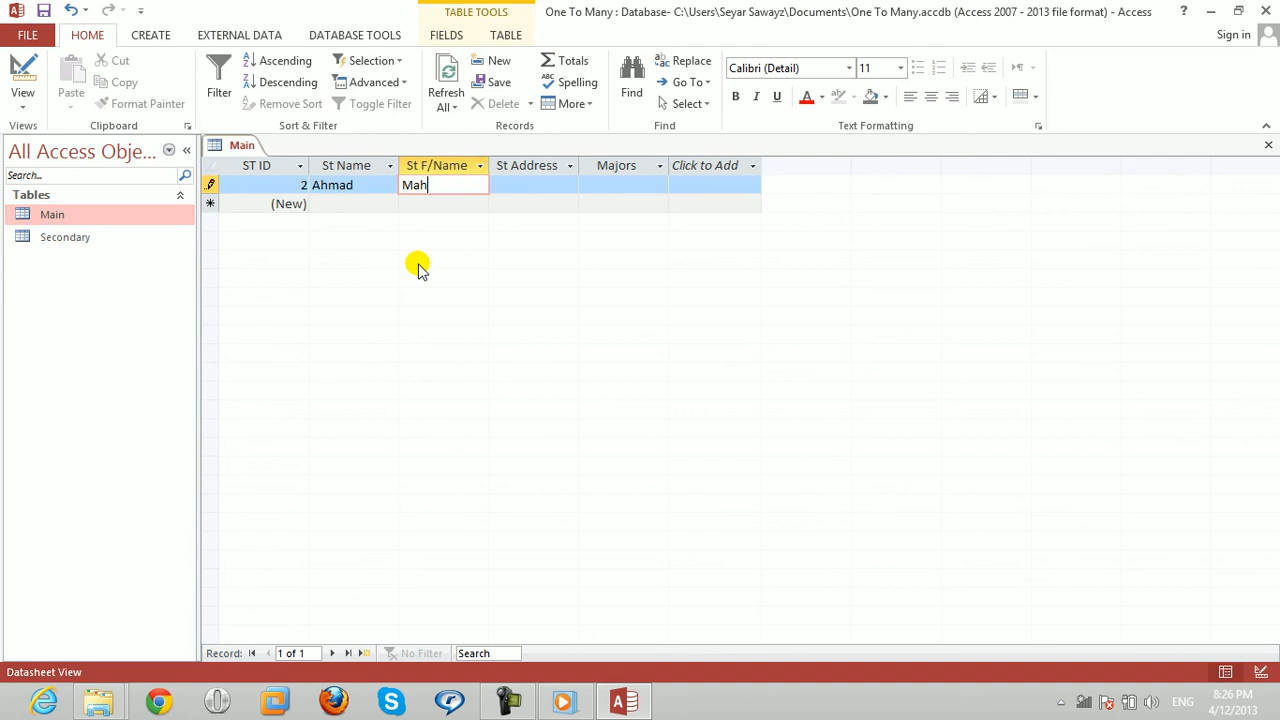 TABLE TOOLS
One To Many : Database- C:\Users\Seyar Sawayz\Documents\One To Many.accdb (Access 2007 - 2013 file format) - Access
?
FILE HOME CREATE EXTERNAL DATA DATABASE TOOLS FIELDS TABLE Sign in
View
Views
Paste
Cut
Copy
Format Painter
Clipboard
Filter
Ascending
Descending
Remove Sort
Selection
Advanced
Toggle Filter
Sort & Filter
Refresh
All
New
Save
Delete
Totals
Spelling
More
Records
Find
Replace
Go To
Select
Find
Calibri (Detail) 11
B I U A
Text Formatting
All Access Obje...
Search...
Tables
Main
Secondary
Main
ST ID St Name St F/Name St Address Majors Click to Add
2 Ahmad Mah
(New)
Record: 1 of 1 No Filter Search
Datasheet View
ENG
8:26 PM
4/12/2013